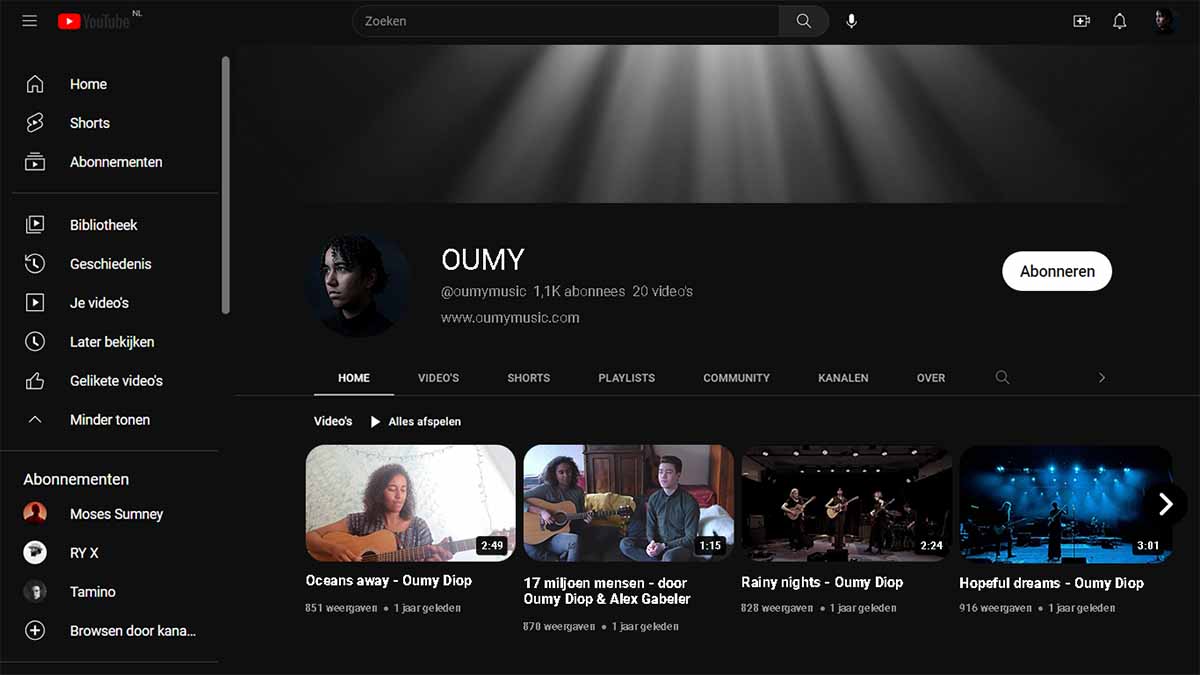 YouTube NL
Zoeken
Home
Shorts
Abonnementen
Bibliotheek
Geschiedenis
Je video's
Later bekijken
Gelikete video's
Minder tonen
Abonnementen
Moses Sumney
RY X
Tamino
Browsen door kana...
OUMY
@oumymusic 1,1K abonnees 20 video's
www.oumymusic.com
Abonneren
HOME VIDEO'S SHORTS PLAYLISTS COMMUNITY KANALEN OVER
Video's Alles afspelen
2:49
Oceans away - Oumy Diop
851 weergaven • 1 jaar geleden
1:15
17 miljoen mensen - door
Oumy Diop & Alex Gabeler
870 weergaven • 1 jaar geleden
2:24
Rainy nights - Oumy Diop
828 weergaven • 1 jaar geleden
3:01
Hopeful dreams - Oumy Diop
916 weergaven • 1 jaar geleden